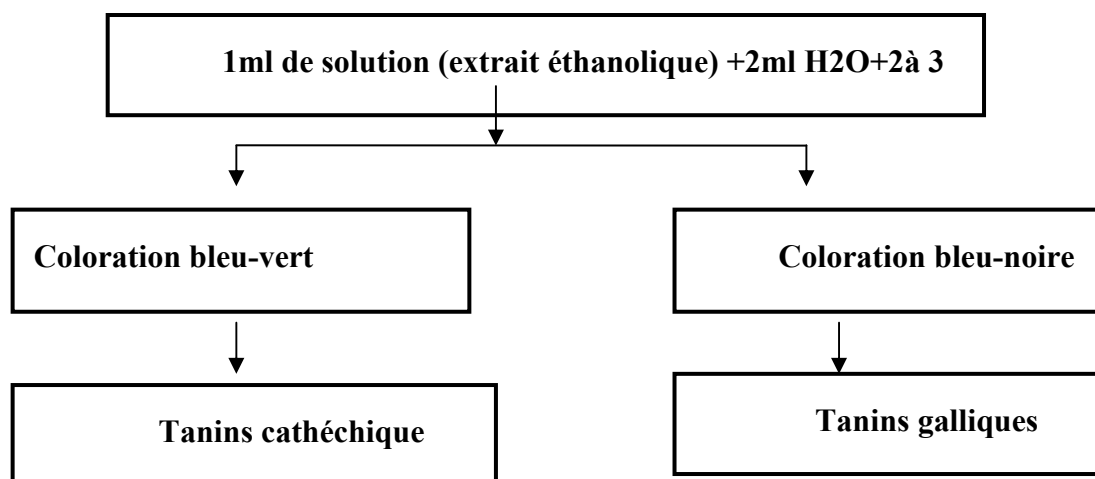 1ml de solution (extrait éthanolique) +2ml H2O+2à 3
Coloration bleu-vert
Coloration bleu-noire
Tanins cathéchique
Tanins galliques